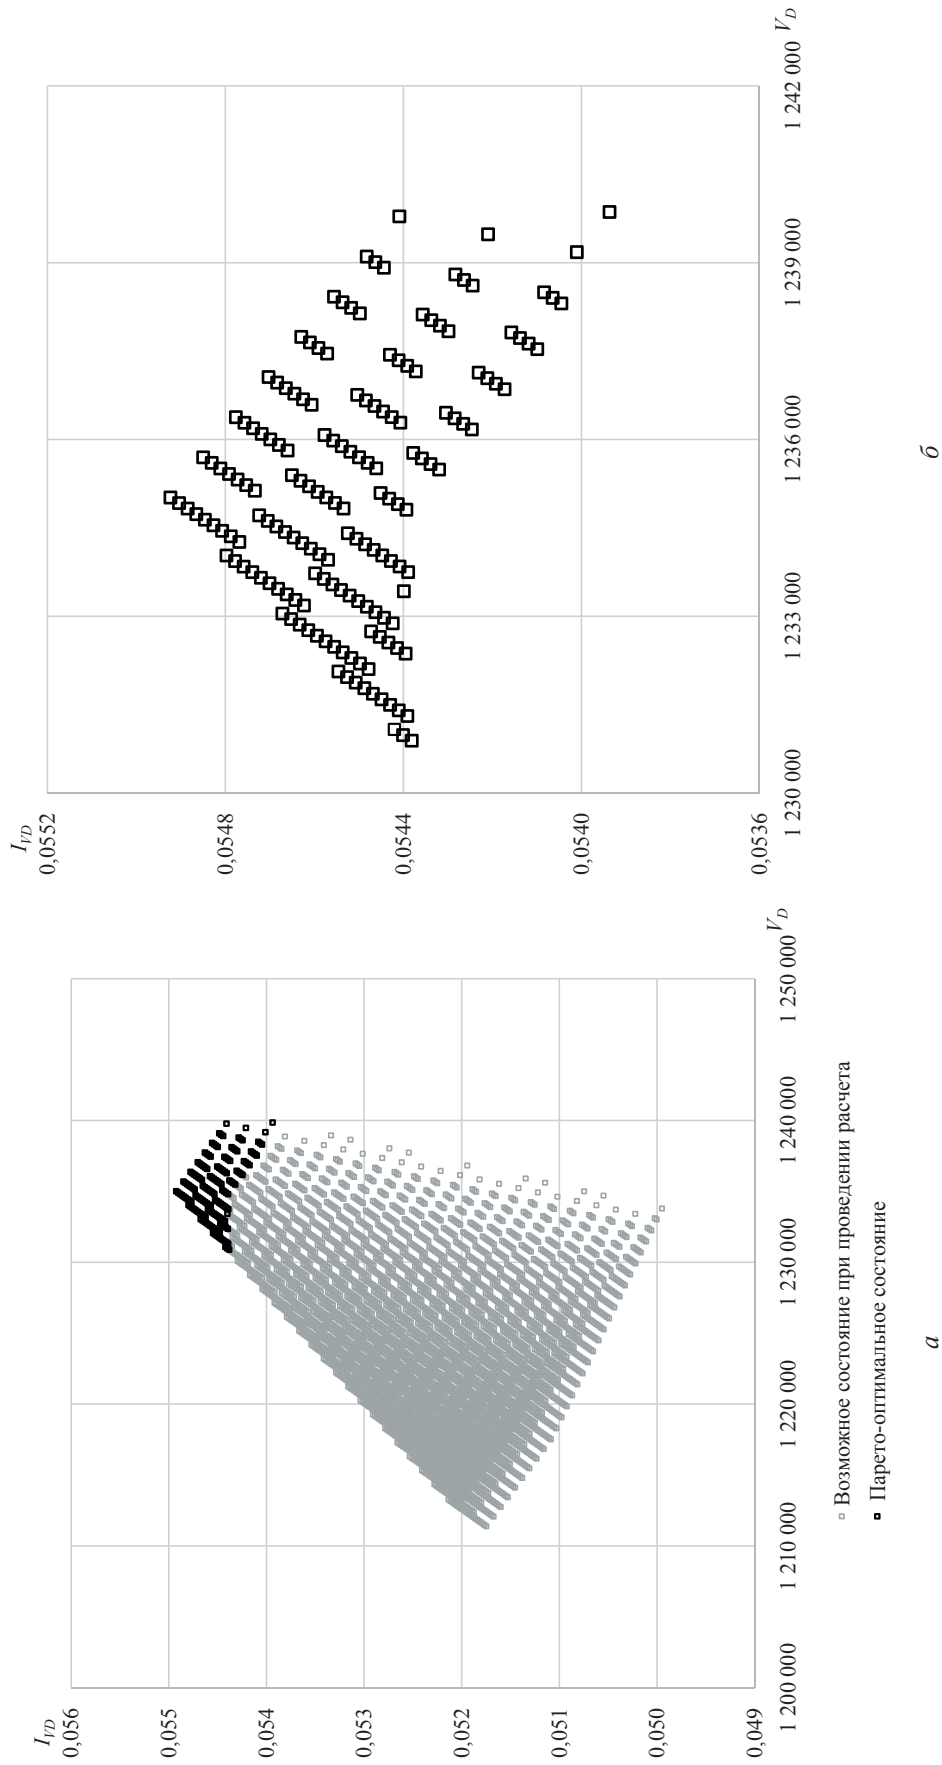 I_VD
0,056
0,055
0,054
0,053
0,052
0,051
0,050
0,049
1 200 000
1 210 000
1 220 000
1 230 000
1 240 000
1 250 000
V_D
Возможное состояние при проведении расчета
Парето-оптимальное состояние
а
I_VD
0,0552
0,0548
0,0544
0,0540
0,0536
1 230 000
1 233 000
1 236 000
1 239 000
1 242 000
V_D
б